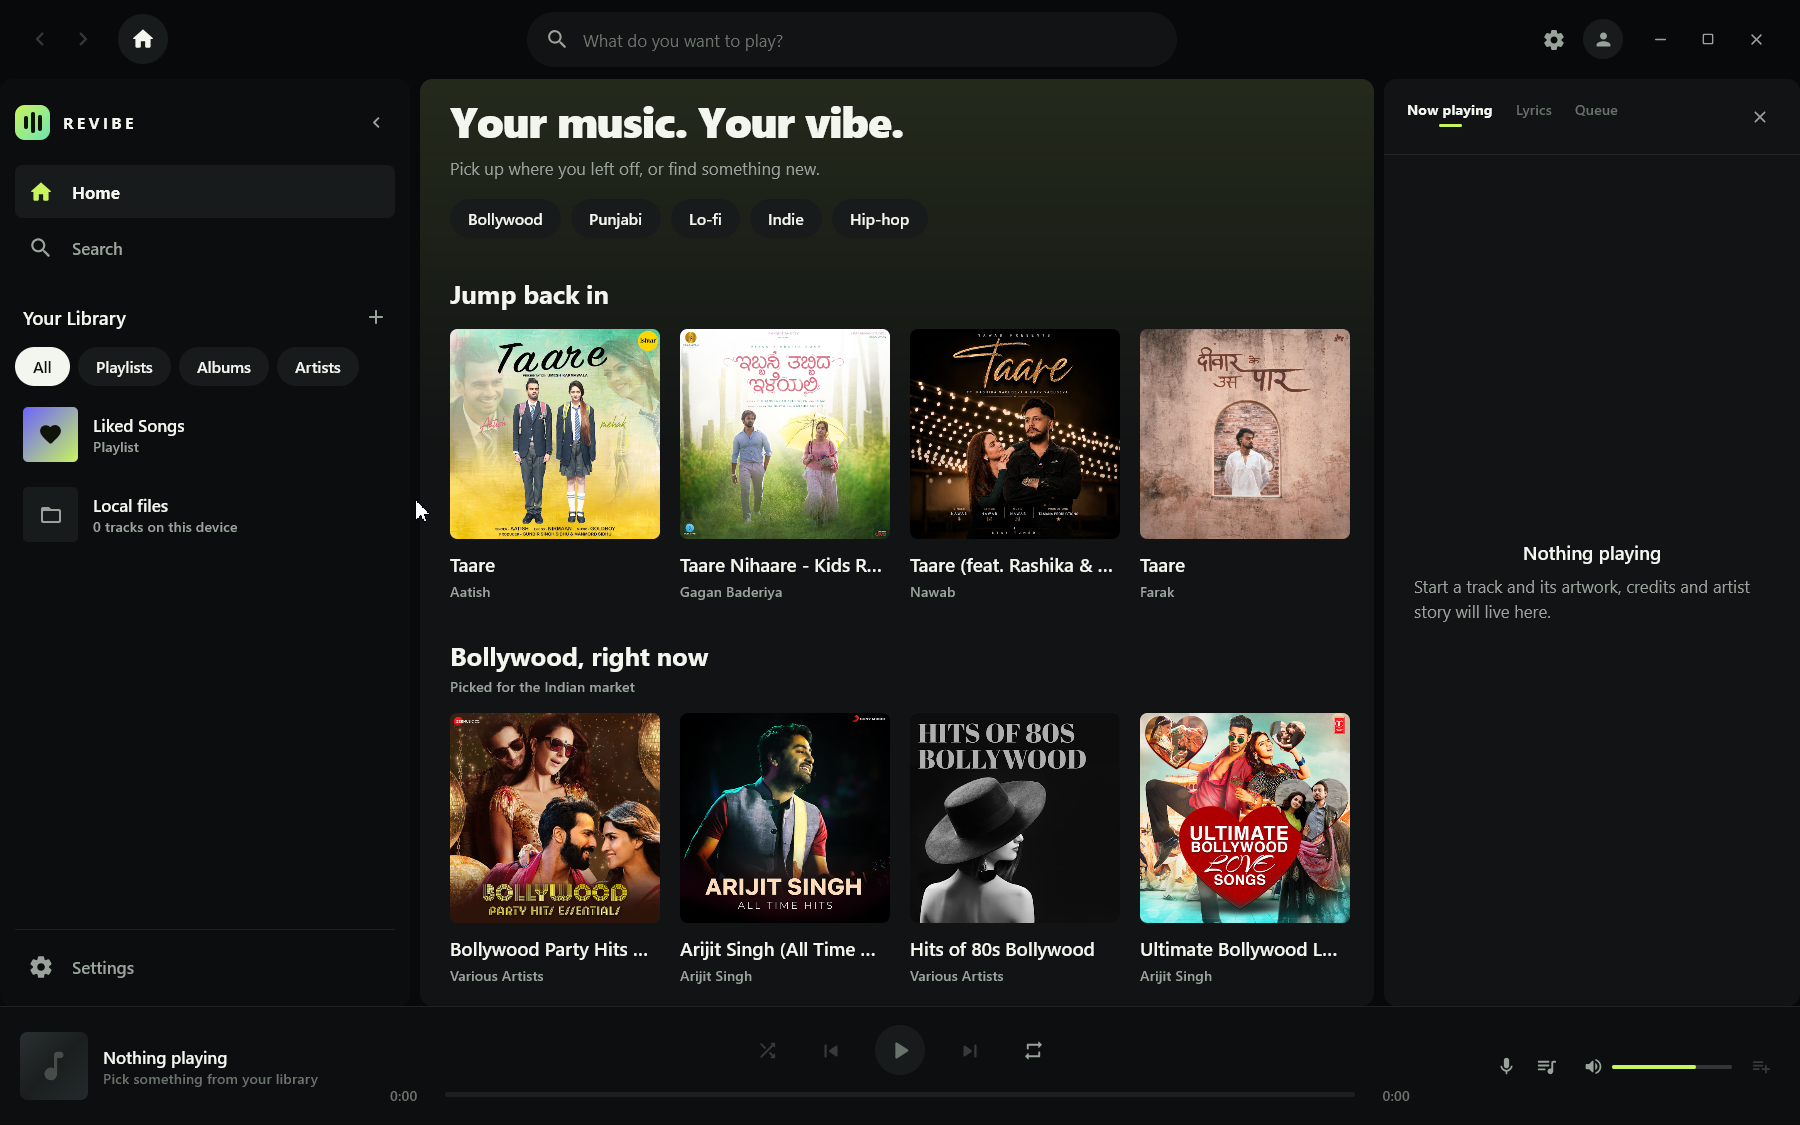 What do you want to play?
REVIBE
Home
Search
Your Library
All
Playlists
Albums
Artists
Liked Songs
Playlist
Local files
0 tracks on this device
Settings
Your music. Your vibe.
Pick up where you left off, or find something new.
Bollywood
Punjabi
Lo-fi
Indie
Hip-hop
Jump back in
Taare
ishtar
Aatish
mehak
ಇಬ್ಬನಿ ತಬ್ಬಿದ
ಇಳೆಯಲಿ
Taare
दीवार के
उस पार
Taare
Aatish
Taare Nihaare - Kids R...
Gagan Baderiya
Taare (feat. Rashika & ...
Nawab
Taare
Farak
Bollywood, right now
Picked for the Indian market
BOLLYWOOD
PARTY HITS ESSENTIALS
ARIJIT SINGH
ALL TIME HITS
HITS OF 80S
BOLLYWOOD
ULTIMATE
BOLLYWOOD
LOVE
SONGS
Bollywood Party Hits ...
Various Artists
Arijit Singh (All Time ...
Arijit Singh
Hits of 80s Bollywood
Various Artists
Ultimate Bollywood L...
Arijit Singh
Now playing
Lyrics
Queue
Nothing playing
Start a track and its artwork, credits and artist
story will live here.
Nothing playing
Pick something from your library
0:00
0:00